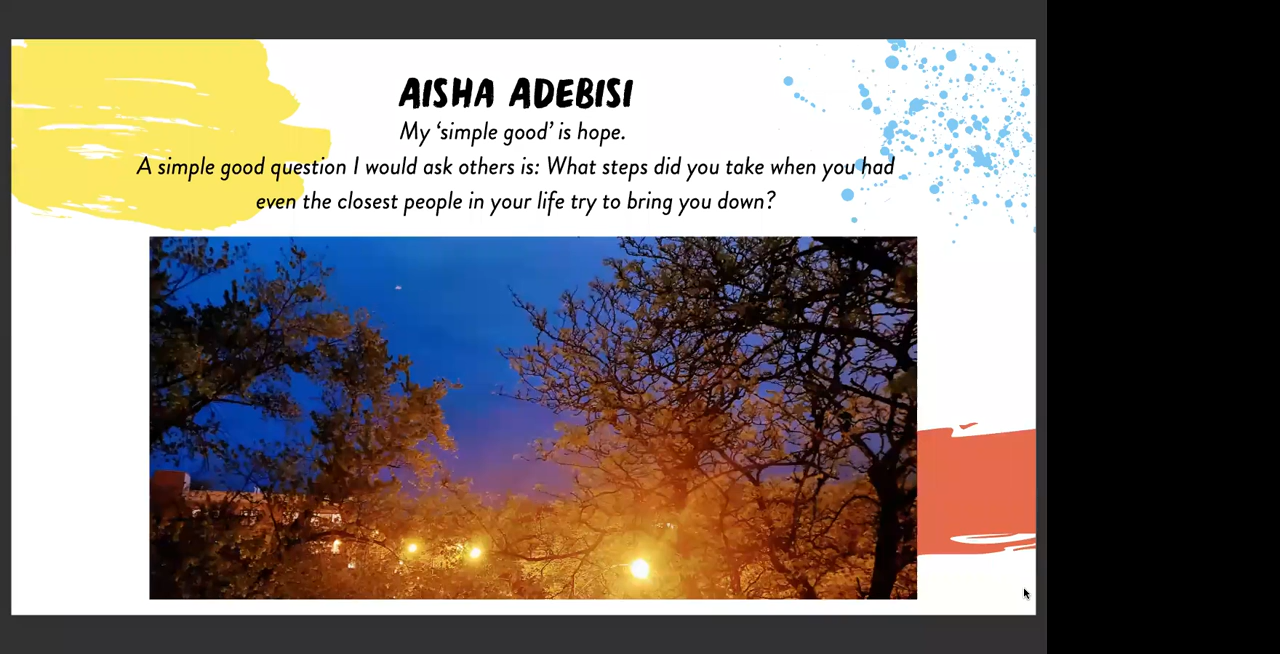 AISHA ADEBISI
My ‘simple good’ is hope.
A simple good question I would ask others is: What steps did you take when you had
even the closest people in your life try to bring you down?